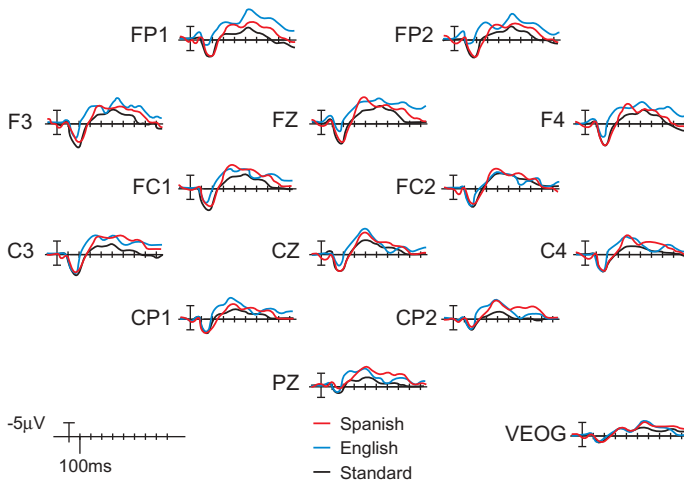 FP1 FP2
F3 FZ F4
FC1 FC2
C3 CZ C4
CP1 CP2
PZ
-5µV
100ms
Spanish
English
Standard
VEOG